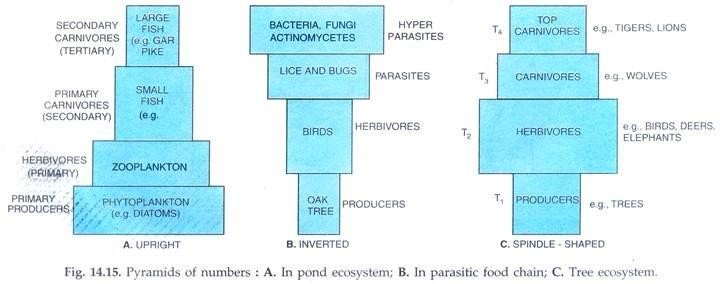 SECONDARY
CARNIVORES
(TERTIARY)
LARGE
FISH
(e.g. GAR
PIKE
PRIMARY
CARNIVORES
(SECONDARY)
SMALL
FISH
(e.g.
HERBIVORES
(PRIMARY)
ZOOPLANKTON
PRIMARY
PRODUCERS
PHYTOPLANKTON
(e.g. DIATOMS)
A. UPRIGHT
BACTERIA, FUNGI
ACTINOMYCETES
HYPER
PARASITES
LICE AND BUGS
PARASITES
BIRDS
HERBIVORES
OAK
TREE
PRODUCERS
B. INVERTED
T4
TOP
CARNIVORES
e.g., TIGERS, LIONS
T3
CARNIVORES
e.g., WOLVES
T2
HERBIVORES
e.g., BIRDS, DEERS,
ELEPHANTS
T1
PRODUCERS
e.g., TREES
C. SPINDLE - SHAPED
Fig. 14.15. Pyramids of numbers : A. In pond ecosystem; B. In parasitic food chain; C. Tree ecosystem.